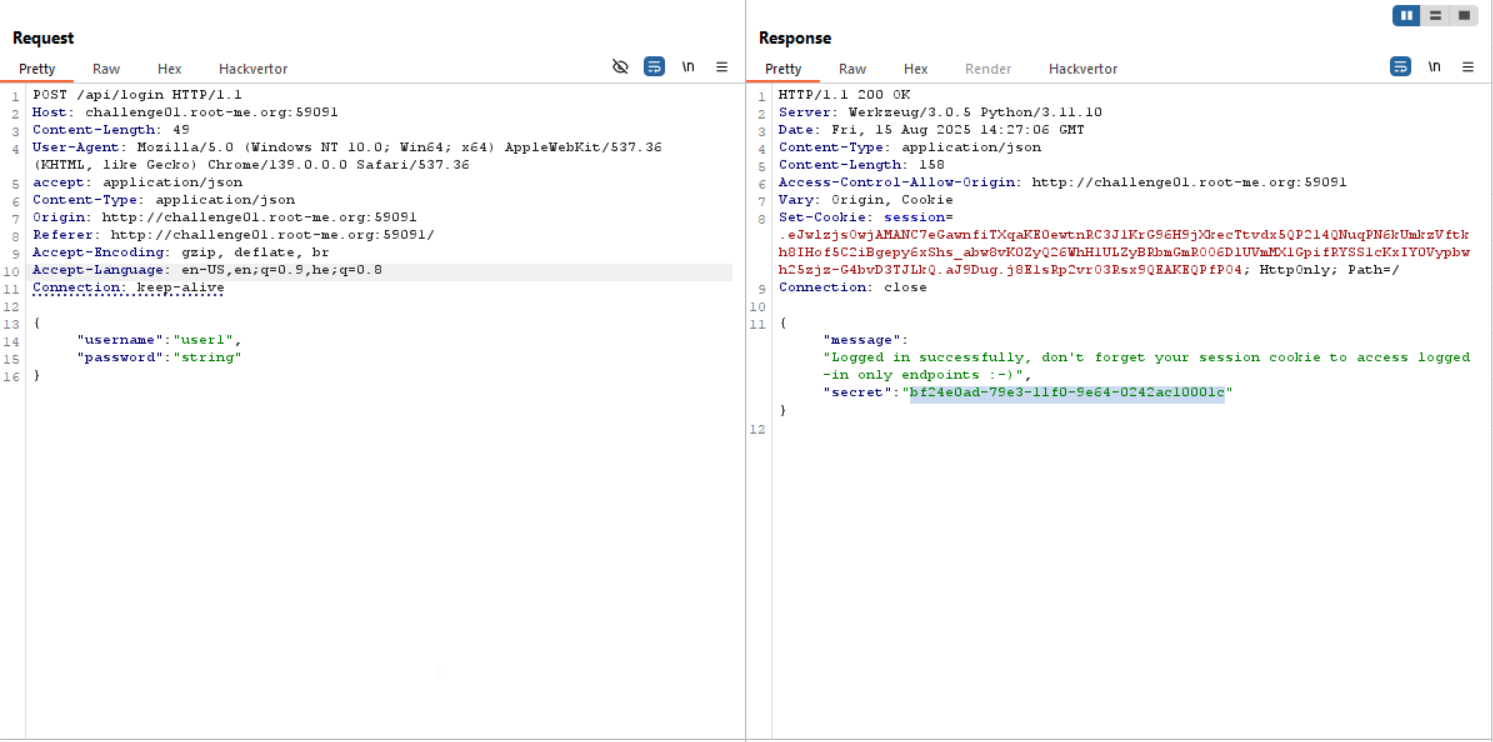 Request
Pretty Raw Hex Hackvertor \n
1 POST /api/login HTTP/1.1
2 Host: challenge01.root-me.org:59091
3 Content-Length: 49
4 User-Agent: Mozilla/5.0 (Windows NT 10.0; Win64; x64) AppleWebKit/537.36
(KHTML, like Gecko) Chrome/139.0.0.0 Safari/537.36
5 accept: application/json
6 Content-Type: application/json
7 Origin: http://challenge01.root-me.org:59091
8 Referer: http://challenge01.root-me.org:59091/
9 Accept-Encoding: gzip, deflate, br
10 Accept-Language: en-US,en;q=0.9,he;q=0.8
11 Connection: keep-alive
12
13 {
14 "username":"user1",
15 "password":"string"
16 }
Response
Pretty Raw Hex Render Hackvertor \n
1 HTTP/1.1 200 OK
2 Server: Werkzeug/3.0.5 Python/3.11.10
3 Date: Fri, 15 Aug 2025 14:27:06 GMT
4 Content-Type: application/json
5 Content-Length: 158
6 Access-Control-Allow-Origin: http://challenge01.root-me.org:59091
7 Vary: Origin, Cookie
8 Set-Cookie: session=
; HttpOnly; Path=/
9 Connection: close
10
11 {
"message":
"Logged in successfully, don't forget your session cookie to access logged
-in only endpoints :-)",
"secret":"bf24e0ad-79e3-11f0-9e64-0242ac10001c"
}
12